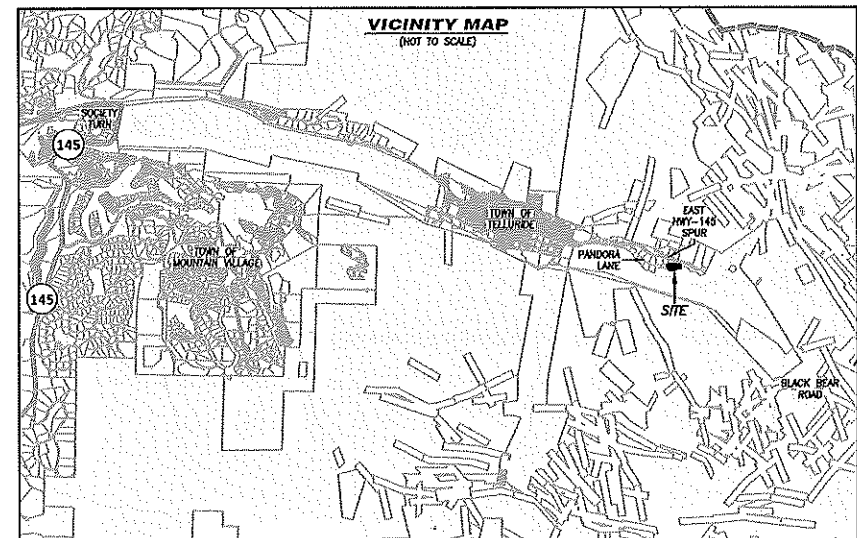 VICINITY MAP
(NOT TO SCALE)
SOCIETY
TURN
145
TOWN OF
MOUNTAIN VILLAGE
145
TOWN OF
TELLURIDE
EAST
HWY-145
SPUR
PANDORA
LANE
SITE
BLACK BEAR
ROAD